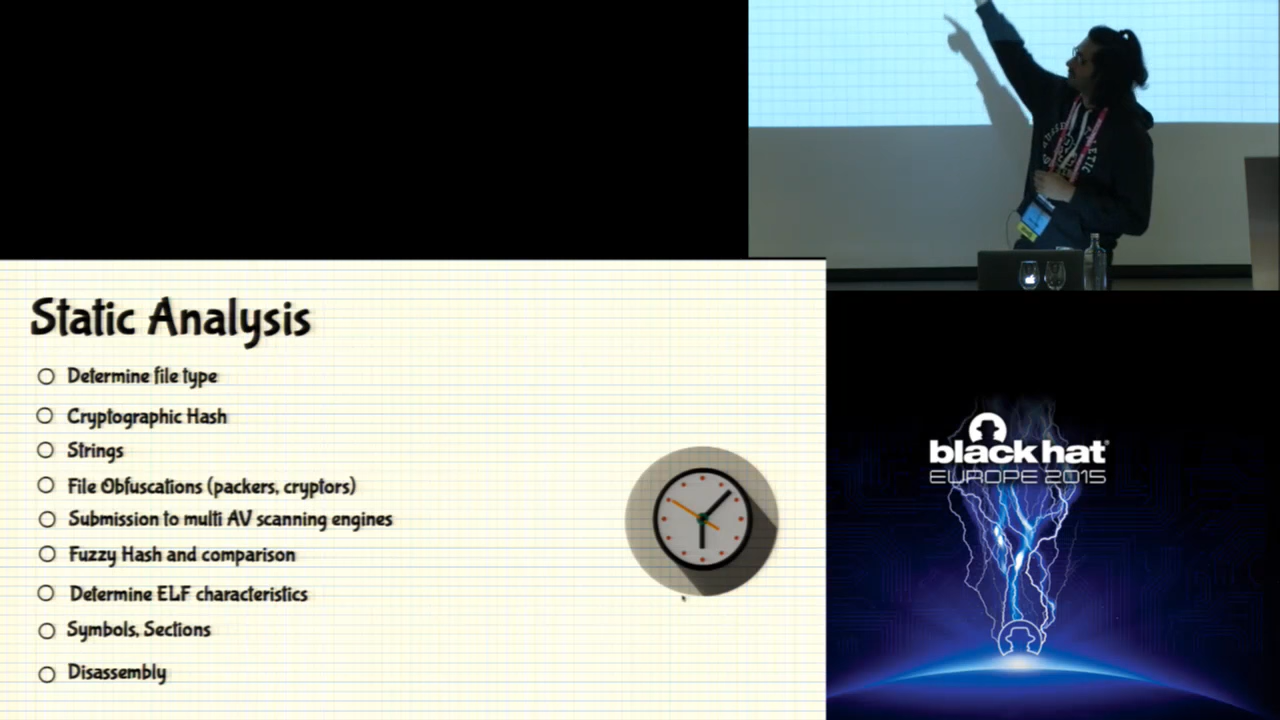 Static Analysis
Determine file type
Cryptographic Hash
Strings
File Obfuscations (packers, cryptors)
Submission to multi AV scanning engines
Fuzzy Hash and comparison
Determine ELF characteristics
Symbols, Sections
Disassembly
black hat
EUROPE 2015